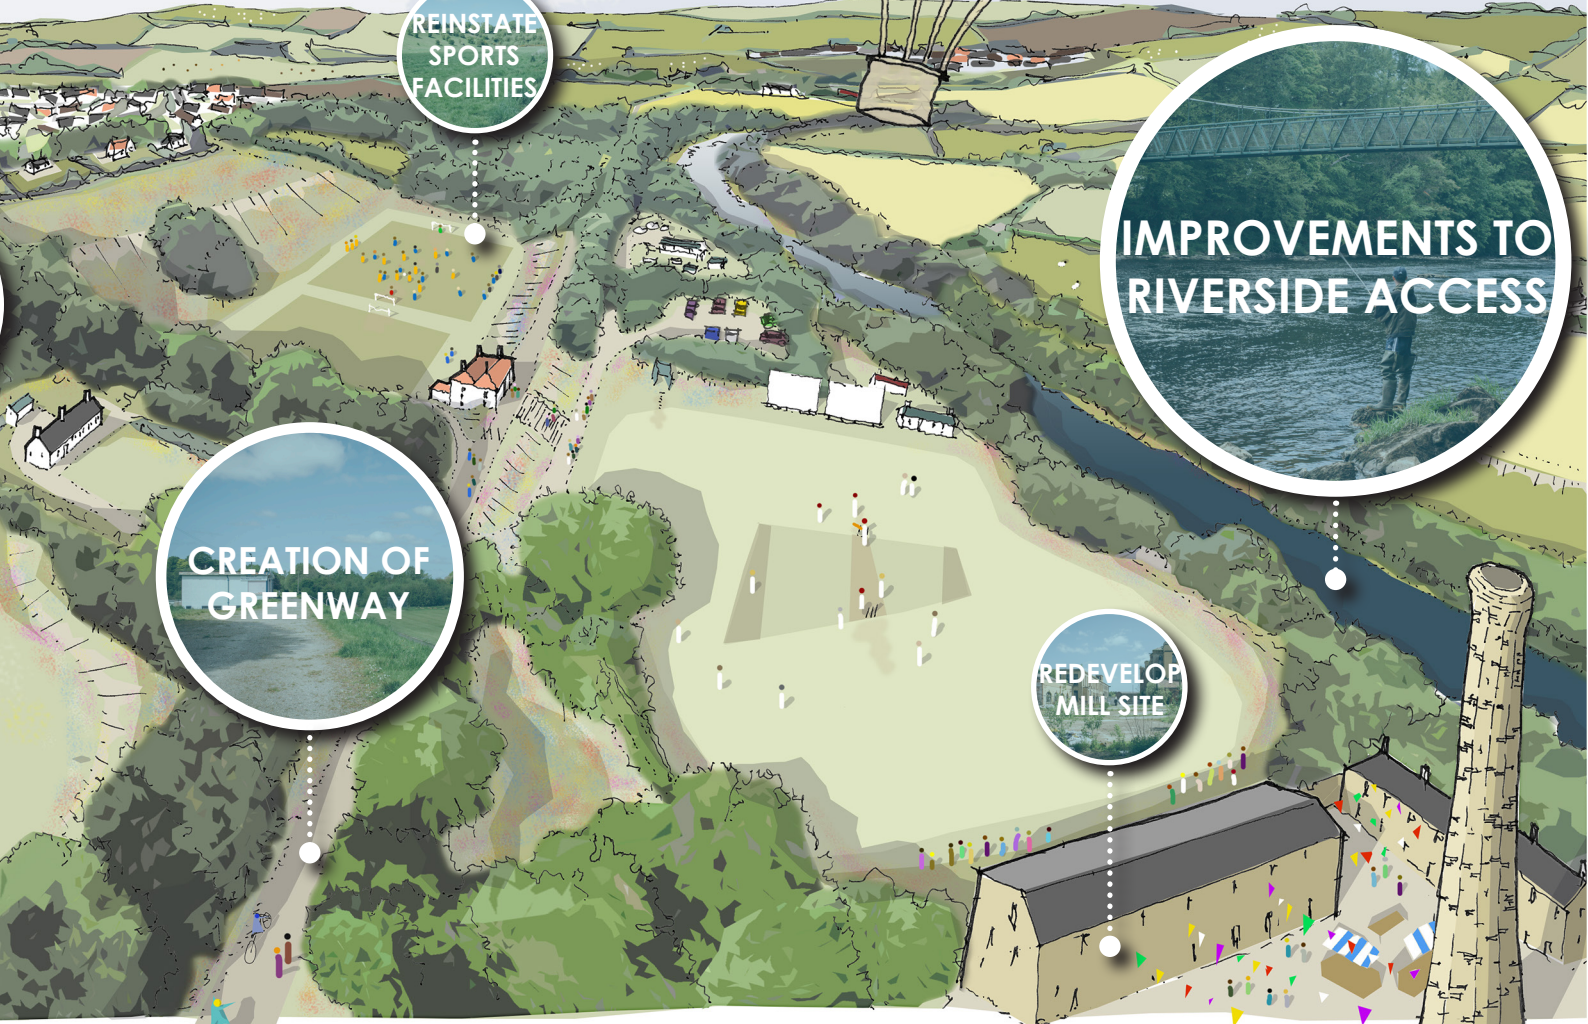 REINSTATE
SPORTS
FACILITIES
IMPROVEMENTS TO
RIVERSIDE ACCESS
CREATION OF
GREENWAY
REDEVELOP
MILL SITE